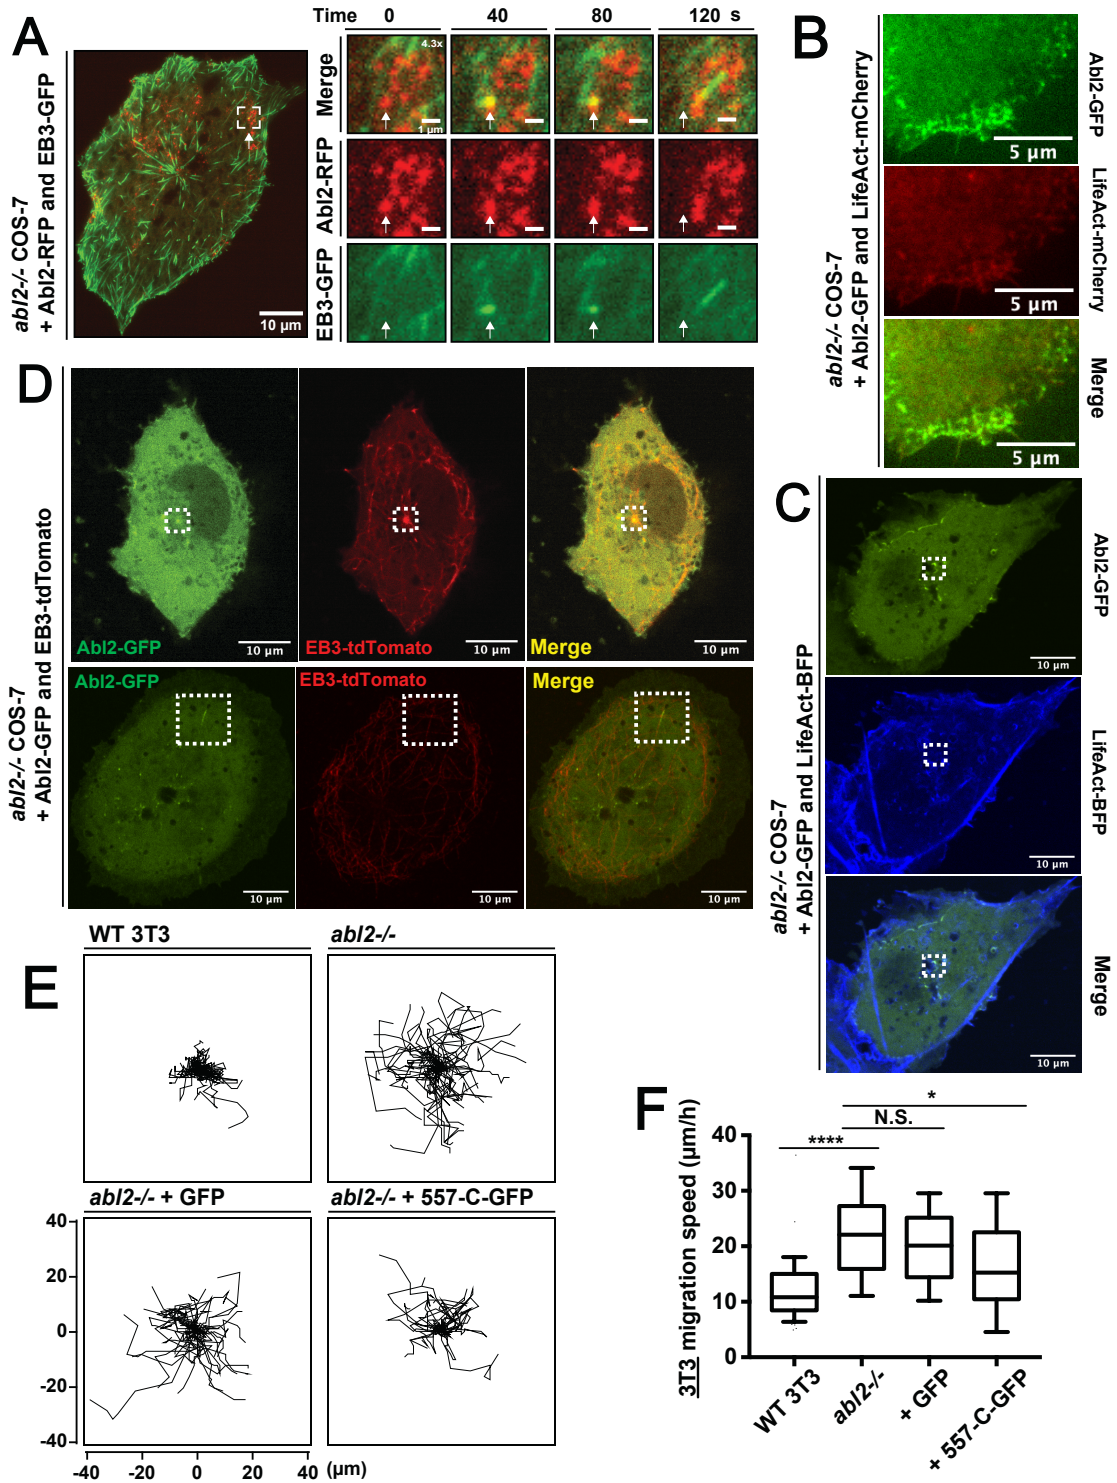 A
abl2-/- COS-7
+ Abl2-RFP and EB3-GFP
10 µm
Time 0 40 80 120 s
Merge
4.3x
1 µm
Abl2-RFP
EB3-GFP
B
abl2-/- COS-7
+ Abl2-GFP and LifeAct-mCherry
Abl2-GFP
5 µm
LifeAct-mCherry
5 µm
Merge
5 µm
D
abl2-/- COS-7
+ Abl2-GFP and EB3-tdTomato
Abl2-GFP 10 µm
EB3-tdTomato 10 µm
Merge 10 µm
Abl2-GFP 10 µm
EB3-tdTomato 10 µm
Merge 10 µm
C
abl2-/- COS-7
+ Abl2-GFP and LifeAct-BFP
Abl2-GFP
10 µm
LifeAct-BFP
10 µm
Merge
10 µm
E
WT 3T3
abl2-/-
abl2-/- + GFP
abl2-/- + 557-C-GFP
40
20
0
-20
-40
-40 -20 0 20 40 (µm)
F
3T3 migration speed (µm/h)
*
N.S.
****
40
30
20
10
0
WT 3T3
abl2-/-
+ GFP
+ 557-C-GFP